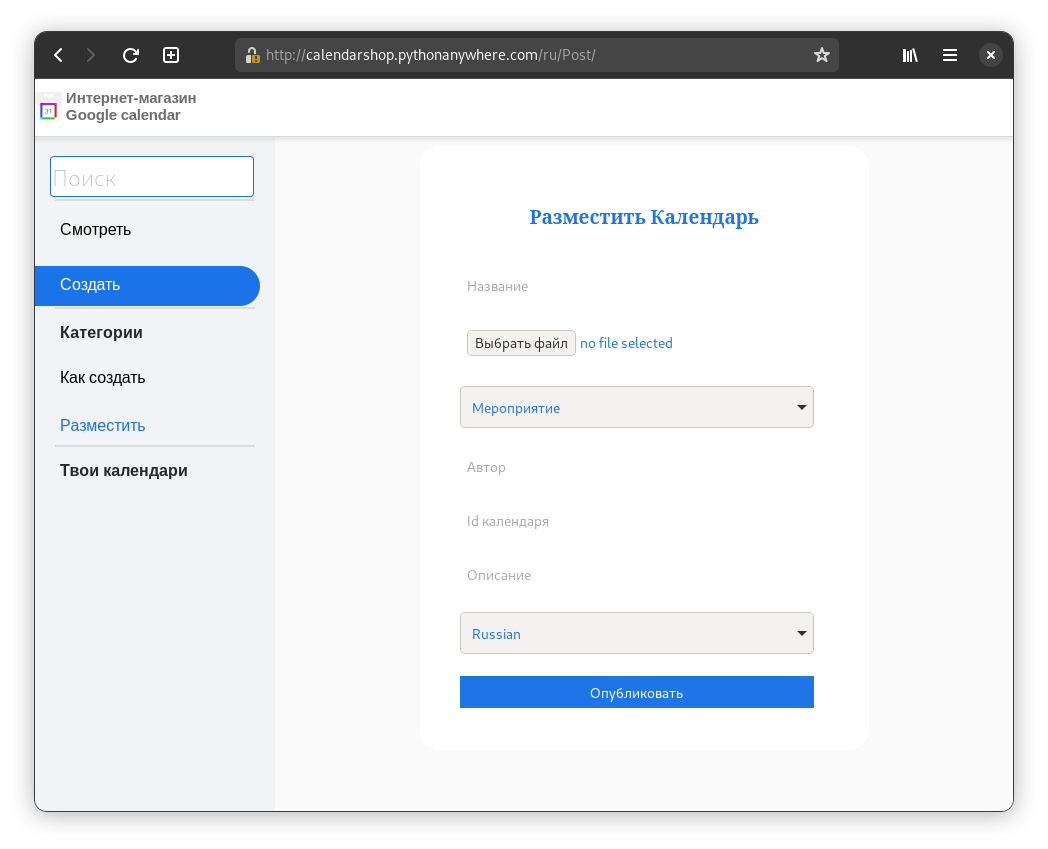 http://calendarshop.pythonanywhere.com/ru/Post/
Интернет-магазин
Google calendar
31
Поиск
Смотреть
Создать
Категории
Как создать
Разместить
Твои календари
Разместить Календарь
Название
Выбрать файл no file selected
Мероприятие
Автор
Id календаря
Описание
Russian
Опубликовать